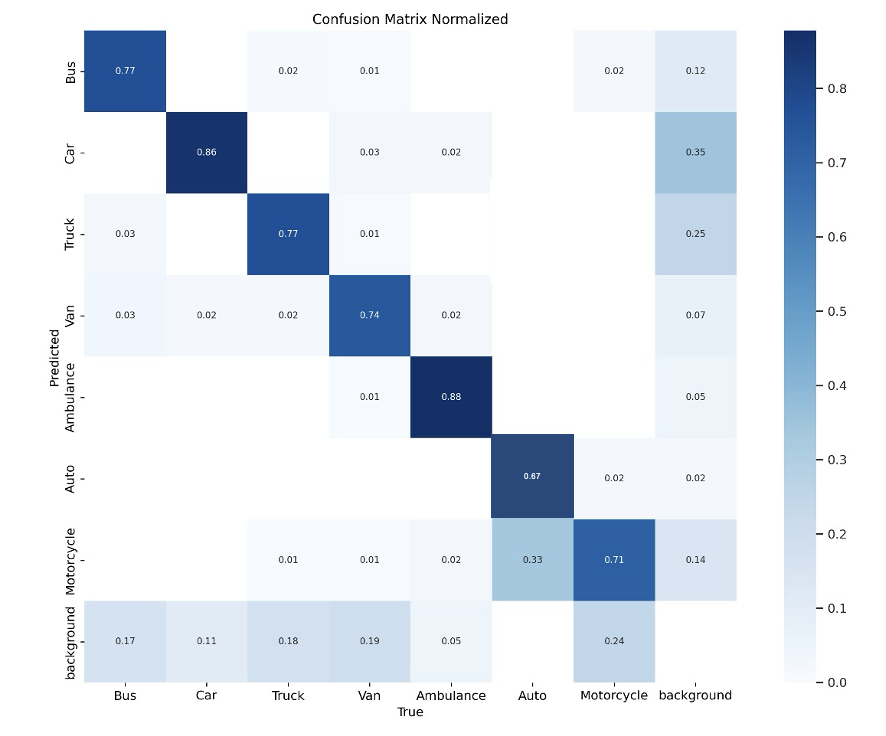 Confusion Matrix Normalized
Bus 0.77 0.02 0.01 0.02 0.12
Car 0.86 0.03 0.02 0.35
Truck 0.03 0.77 0.01 0.25
Van 0.03 0.02 0.02 0.74 0.02 0.07
Predicted
Ambulance 0.01 0.88 0.05
Auto 0.67 0.02 0.02
Motorcycle 0.01 0.01 0.02 0.33 0.71 0.14
background 0.17 0.11 0.18 0.19 0.05 0.24
Bus Car Truck Van Ambulance Auto Motorcycle background
True
0.8
0.7
0.6
0.5
0.4
0.3
0.2
0.1
0.0